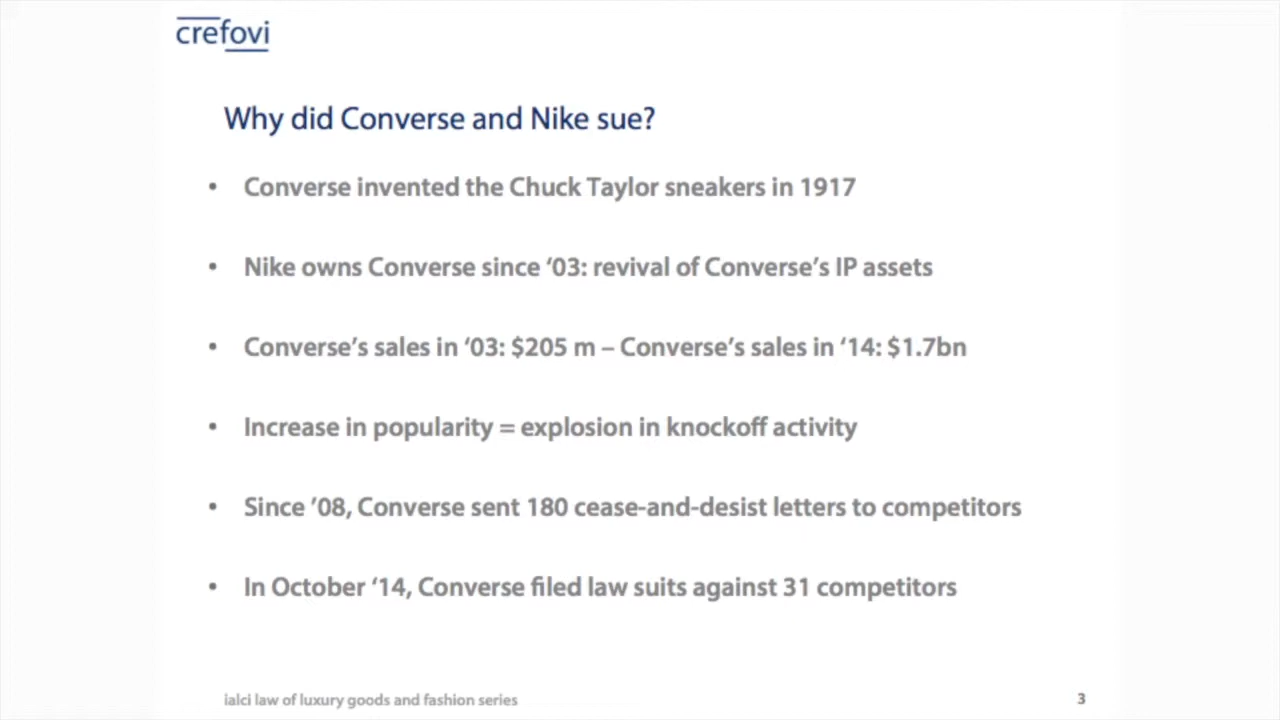 crefovi
Why did Converse and Nike sue?
• Converse invented the Chuck Taylor sneakers in 1917
• Nike owns Converse since ‘03: revival of Converse’s IP assets
• Converse’s sales in ‘03: $205 m – Converse’s sales in ‘14: $1.7bn
• Increase in popularity = explosion in knockoff activity
• Since ’08, Converse sent 180 cease-and-desist letters to competitors
• In October ‘14, Converse filed law suits against 31 competitors
ialci law of luxury goods and fashion series
3